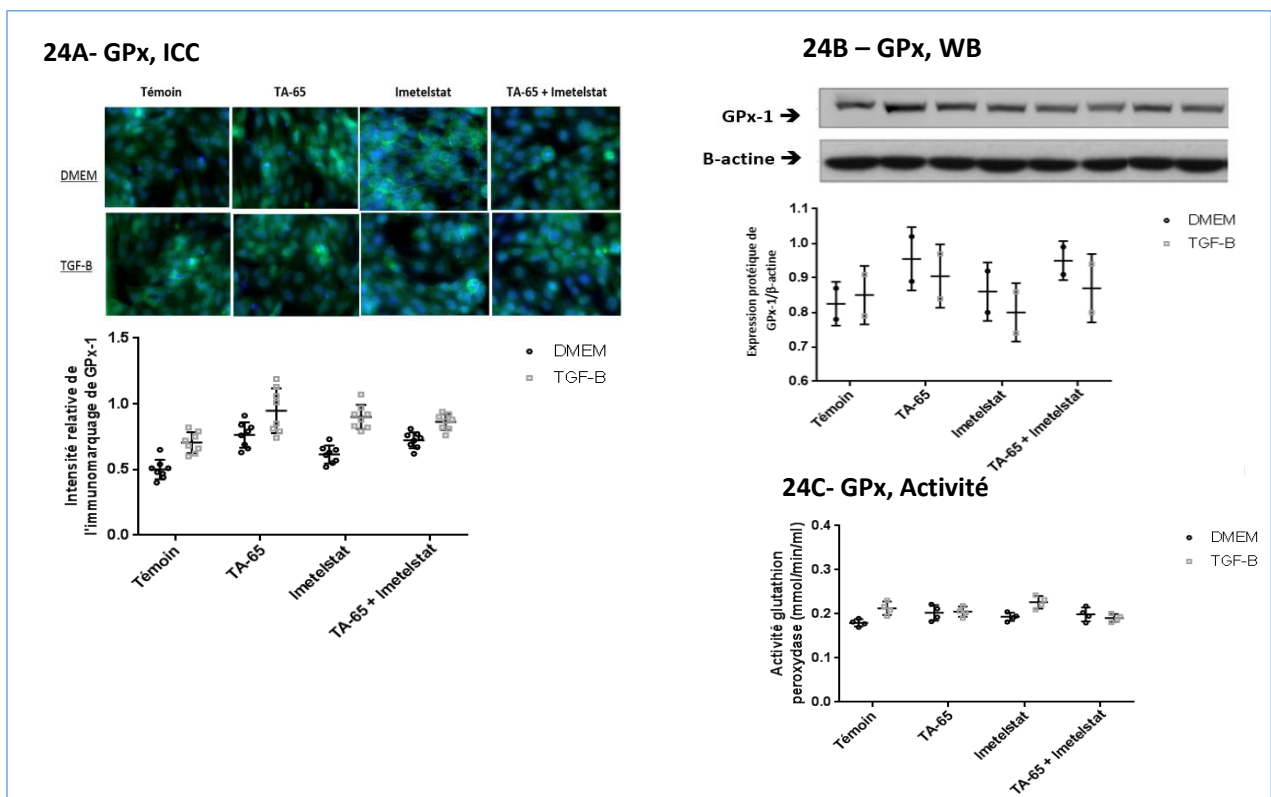 24A- GPx, ICC
Témoin TA-65 Imetelstat TA-65 + Imetelstat
DMEM
TGF-B
1.5
1.0
0.5
0.0
Intensité relative de
l'immunomarquage de GPx-1
DMEM
TGF-B
Témoin
TA-65
Imetelstat
TA-65 + Imetelstat
24B – GPx, WB
GPx-1 →
B-actine →
1.1
1.0
0.9
0.8
0.7
0.6
Expression protéique de
GPx-1/β-actine
DMEM
TGF-B
Témoin
TA-65
Imetelstat
TA-65 + Imetelstat
24C- GPx, Activité
0.4
0.3
0.2
0.1
0.0
Activité glutathion
peroxydase (mmol/min/ml)
DMEM
TGF-B
Témoin
TA-65
Imetelstat
TA-65 + Imetelstat